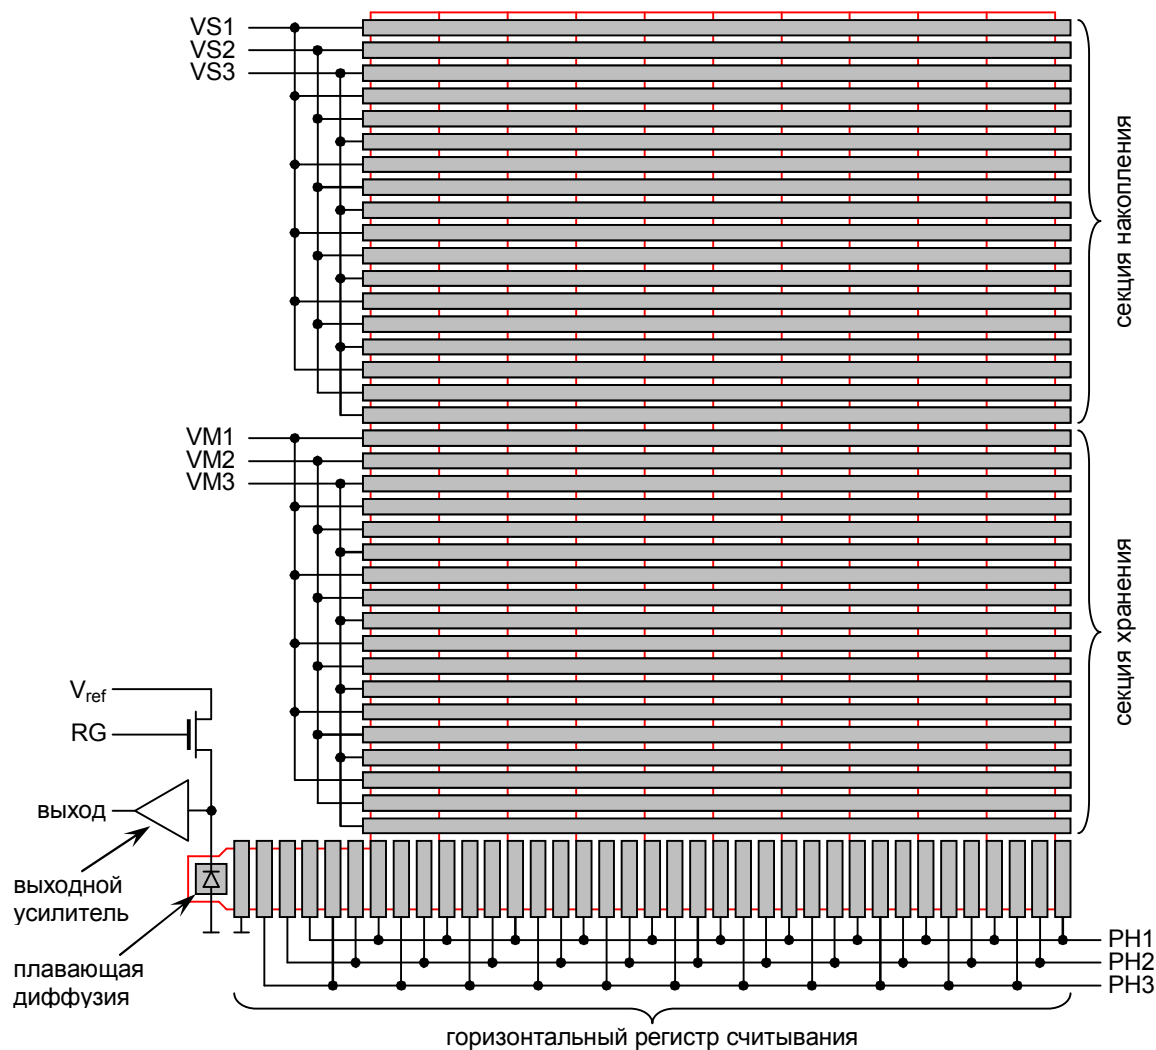 VS1
VS2
VS3
секция накопления
VM1
VM2
VM3
секция хранения
Vref
RG
выход
выходной
усилитель
плавающая
диффузия
PH1
PH2
PH3
горизонтальный регистр считывания